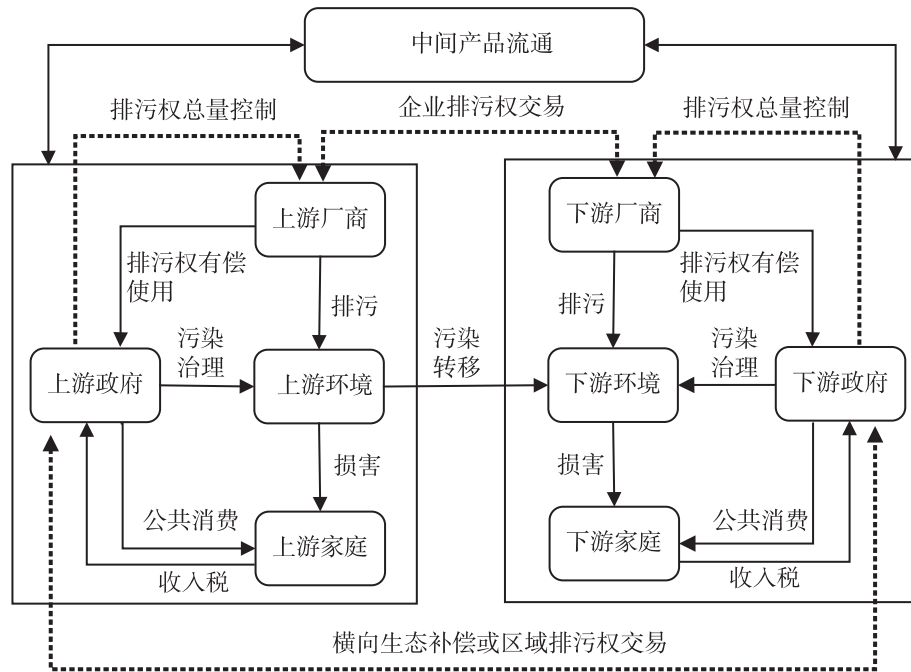 中间产品流通
排污权总量控制
企业排污权交易
排污权总量控制
上游厂商
下游厂商
排污权有偿
使用
排污
排污
排污权有偿
使用
污染
治理
污染
转移
污染
治理
上游政府
上游环境
下游环境
下游政府
损害
损害
公共消费
公共消费
上游家庭
下游家庭
收入税
收入税
横向生态补偿或区域排污权交易